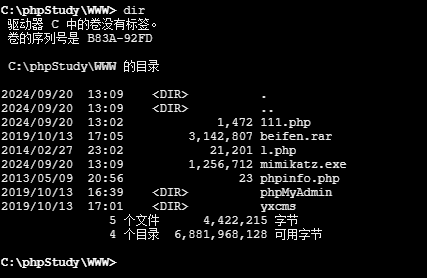 C:\phpStudy\WWW> dir
驱动器 C 中的卷没有标签。
卷的序列号是 B83A-92FD
C:\phpStudy\WWW 的目录
2024/09/20  13:09    <DIR>          .
2024/09/20  13:09    <DIR>          ..
2024/09/20  13:02             1,472 111.php
2019/10/13  17:05         3,142,807 beifen.rar
2014/02/27  23:02            21,201 l.php
2024/09/20  13:09         1,256,712 mimikatz.exe
2013/05/09  20:56                23 phpinfo.php
2019/10/13  16:39    <DIR>          phpMyAdmin
2019/10/13  17:01    <DIR>          yxcms
5 个文件      4,422,215 字节
4 个目录  6,881,968,128 可用字节
C:\phpStudy\WWW>